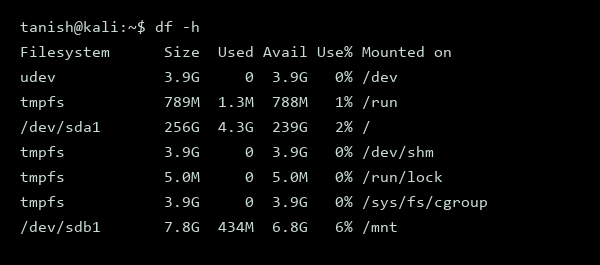 tanish@kali:~$ df -h
Filesystem      Size  Used Avail Use% Mounted on
udev            3.9G     0  3.9G   0% /dev
tmpfs           789M  1.3M  788M   1% /run
/dev/sda1       256G  4.3G  239G   2% /
tmpfs           3.9G     0  3.9G   0% /dev/shm
tmpfs           5.0M     0  5.0M   0% /run/lock
tmpfs           3.9G     0  3.9G   0% /sys/fs/cgroup
/dev/sdb1       7.8G  434M  6.8G   6% /mnt